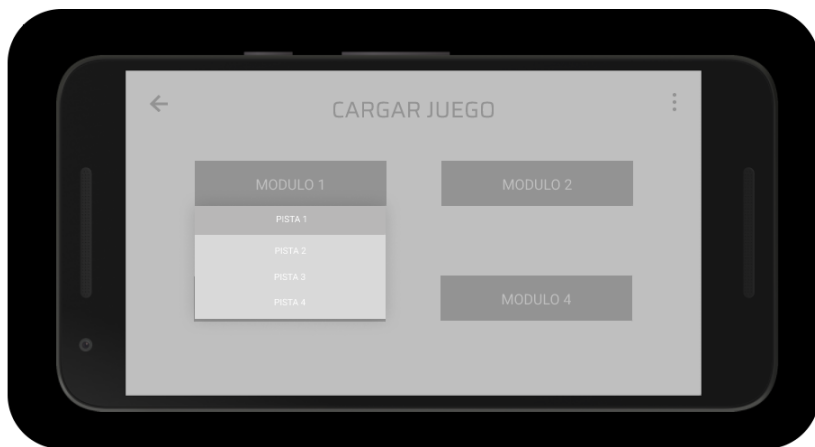 CARGAR JUEGO
MODULO 1
MODULO 2
PISTA 1
PISTA 2
PISTA 3
PISTA 4
MODULO 4